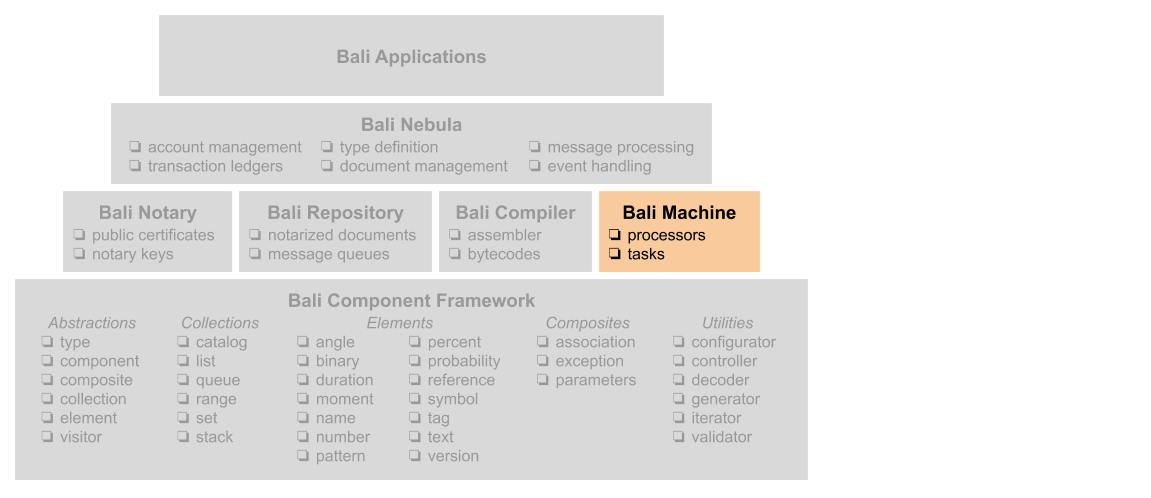 Bali Applications
Bali Nebula
❏ account management ❏ type definition ❏ message processing
❏ transaction ledgers ❏ document management ❏ event handling
Bali Notary
❏ public certificates
❏ notary keys
Bali Repository
❏ notarized documents
❏ message queues
Bali Compiler
❏ assembler
❏ bytecodes
Bali Machine
❏ processors
❏ tasks
Bali Component Framework
Abstractions
❏ type
❏ component
❏ composite
❏ collection
❏ element
❏ visitor
Collections
❏ catalog
❏ list
❏ queue
❏ range
❏ set
❏ stack
Elements
❏ angle ❏ percent
❏ binary ❏ probability
❏ duration ❏ reference
❏ moment ❏ symbol
❏ name ❏ tag
❏ number ❏ text
❏ pattern ❏ version
Composites
❏ association
❏ exception
❏ parameters
Utilities
❏ configurator
❏ controller
❏ decoder
❏ generator
❏ iterator
❏ validator